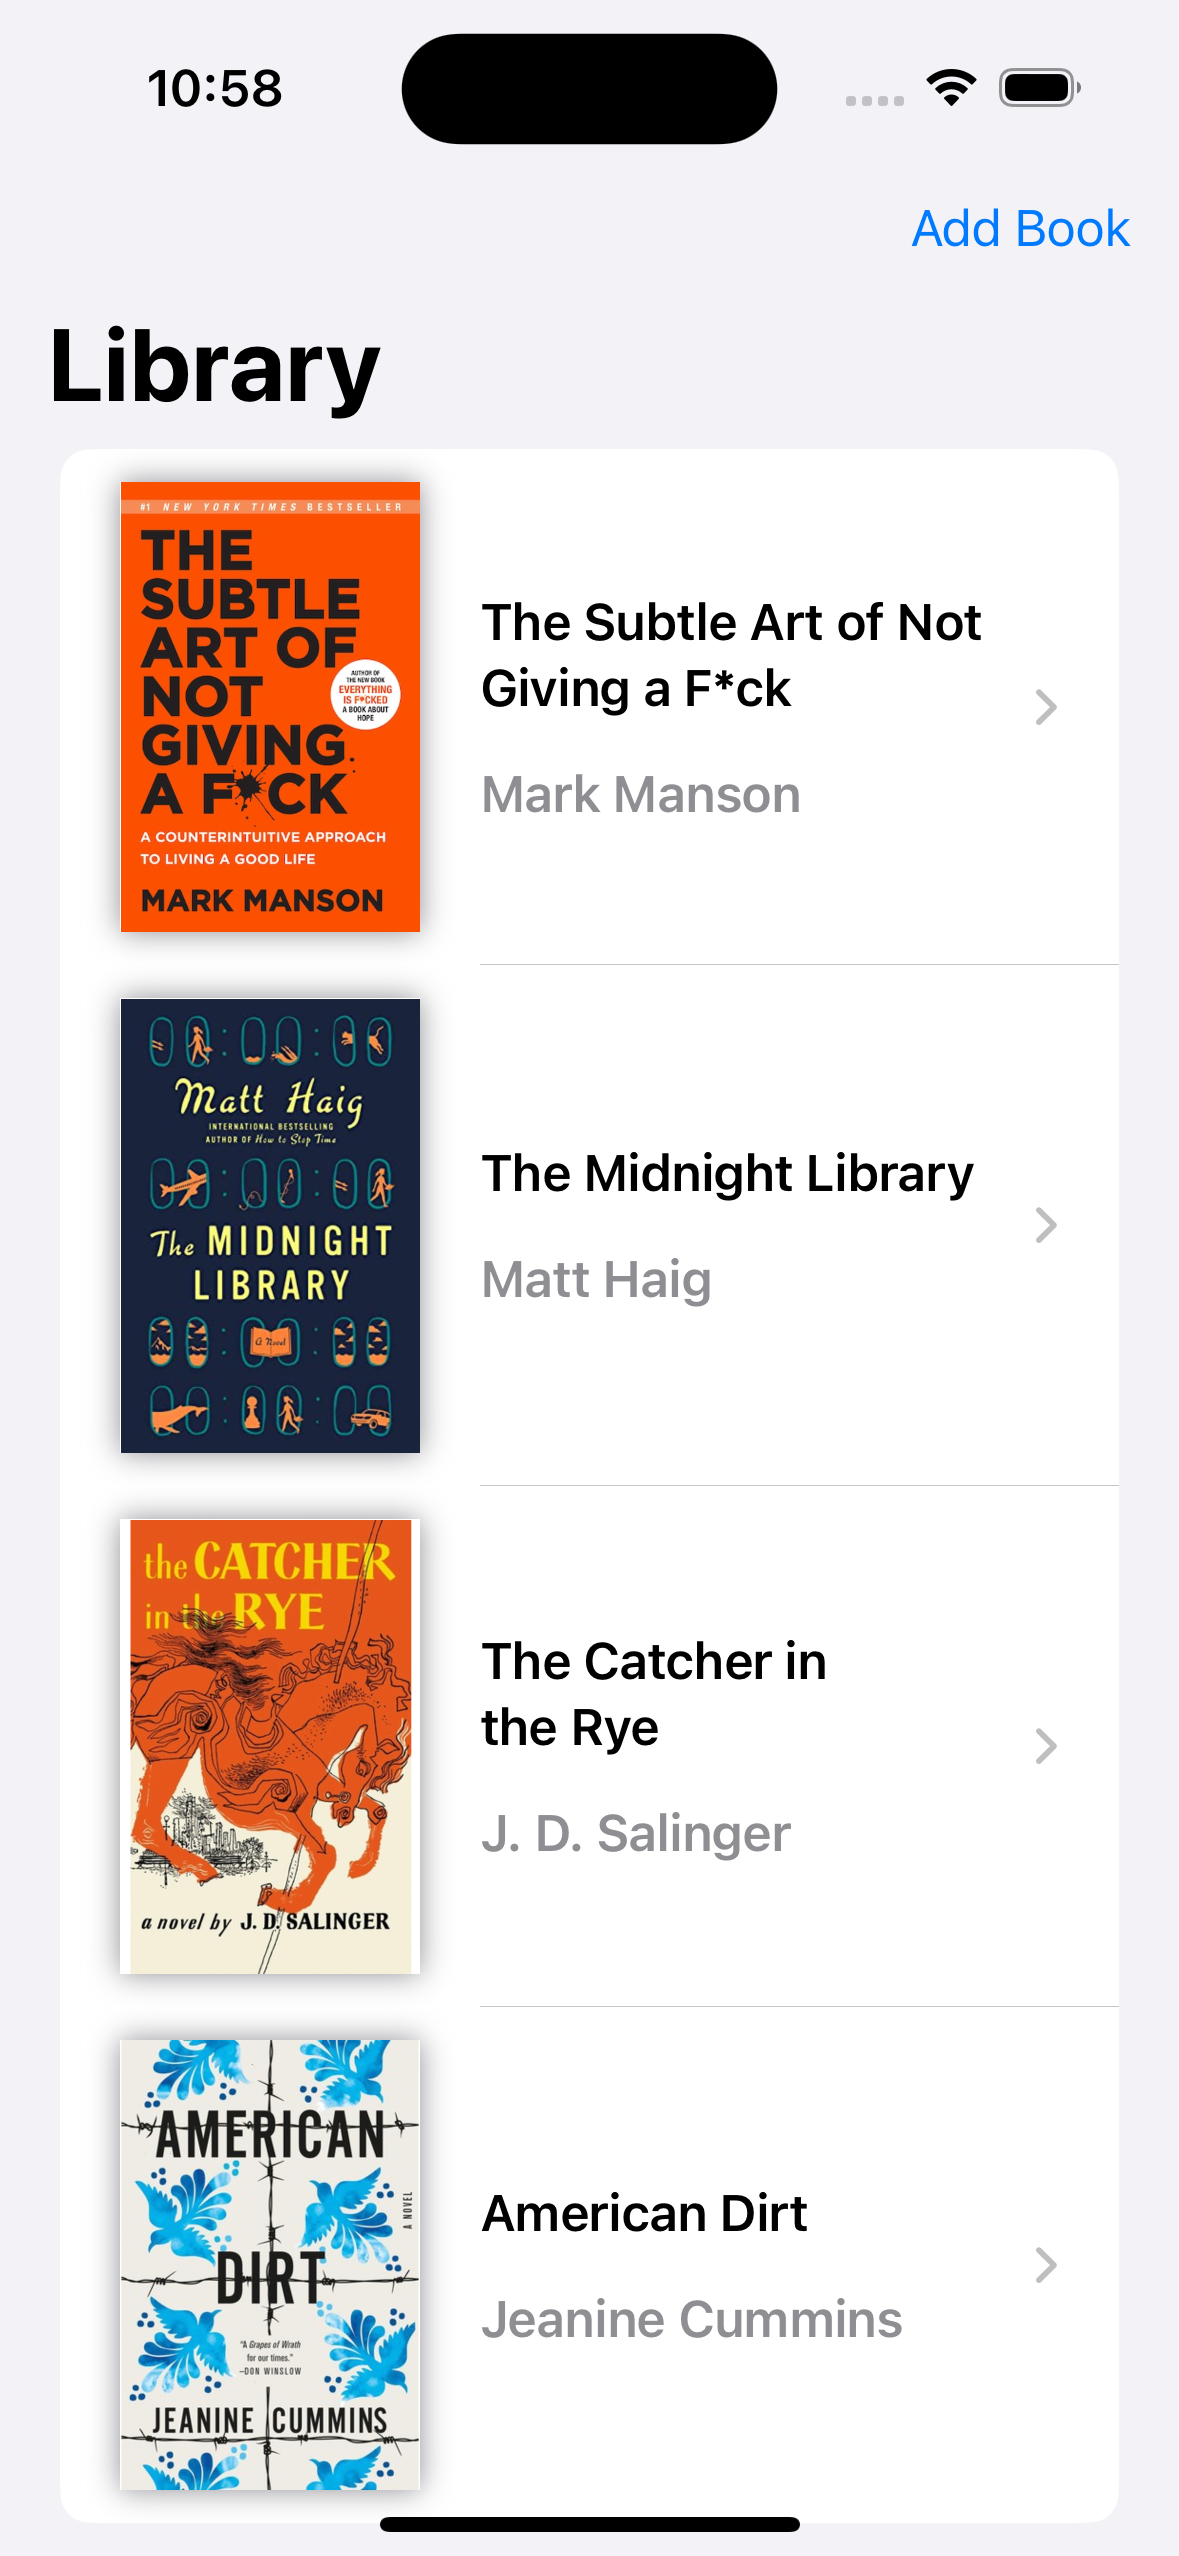 10:58
Add Book
Library
#1 NEW YORK TIMES BESTSELLER
THE
SUBTLE
ART OF
NOT
GIVING
A F*CK
AUTHOR OF
THE NEW BOOK
EVERYTHING
IS F*CKED
A BOOK ABOUT
HOPE
A COUNTERINTUITIVE APPROACH
TO LIVING A GOOD LIFE
MARK MANSON
The Subtle Art of Not
Giving a F*ck
Mark Manson
Matt Haig
INTERNATIONAL BESTSELLING
AUTHOR OF How to Stop Time
The MIDNIGHT
LIBRARY
A Novel
The Midnight Library
Matt Haig
the CATCHER
in the RYE
a novel by J. D. SALINGER
The Catcher in
the Rye
J. D. Salinger
AMERICAN
A NOVEL
DIRT
"A Grapes of Wrath
for our times."
—DON WINSLOW
JEANINE CUMMINS
American Dirt
Jeanine Cummins